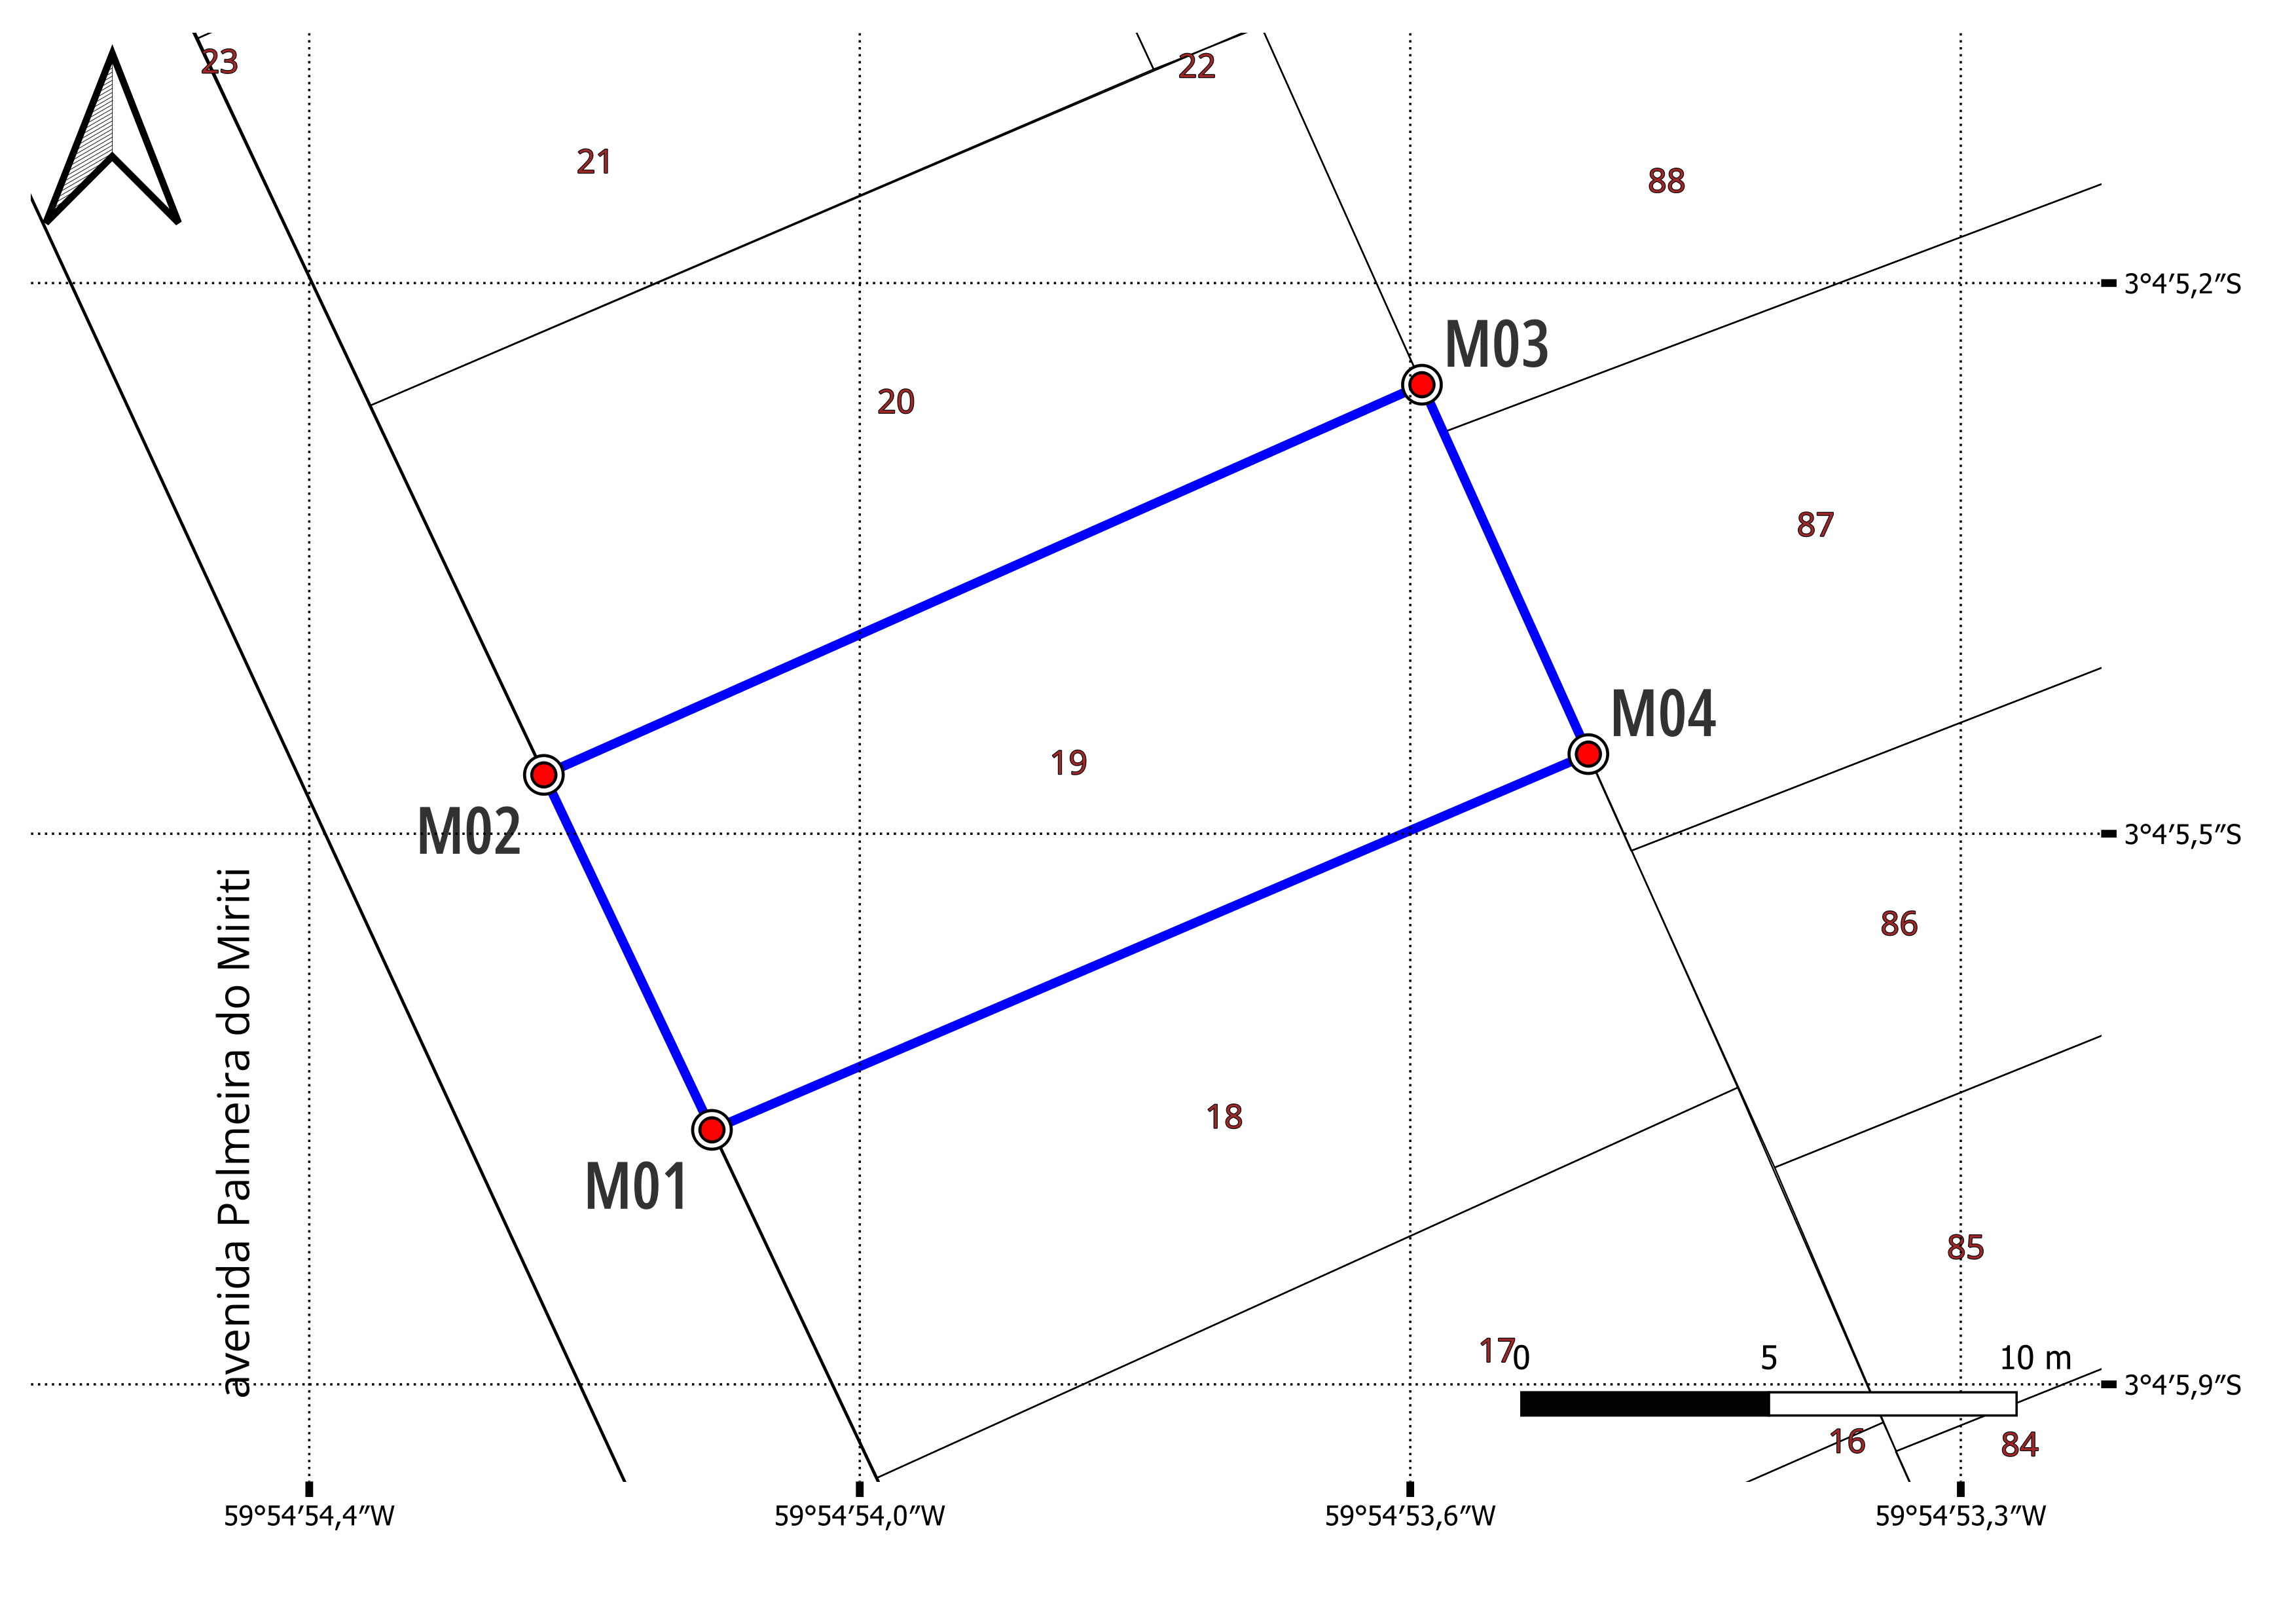 23
22
21
88
3°4′5,2″S
M03
20
87
M04
19
M02
3°4′5,5″S
avenida Palmeira do Miriti
86
18
M01
85
17
0 5 10 m
3°4′5,9″S
16
84
59°54′54,4″W
59°54′54,0″W
59°54′53,6″W
59°54′53,3″W